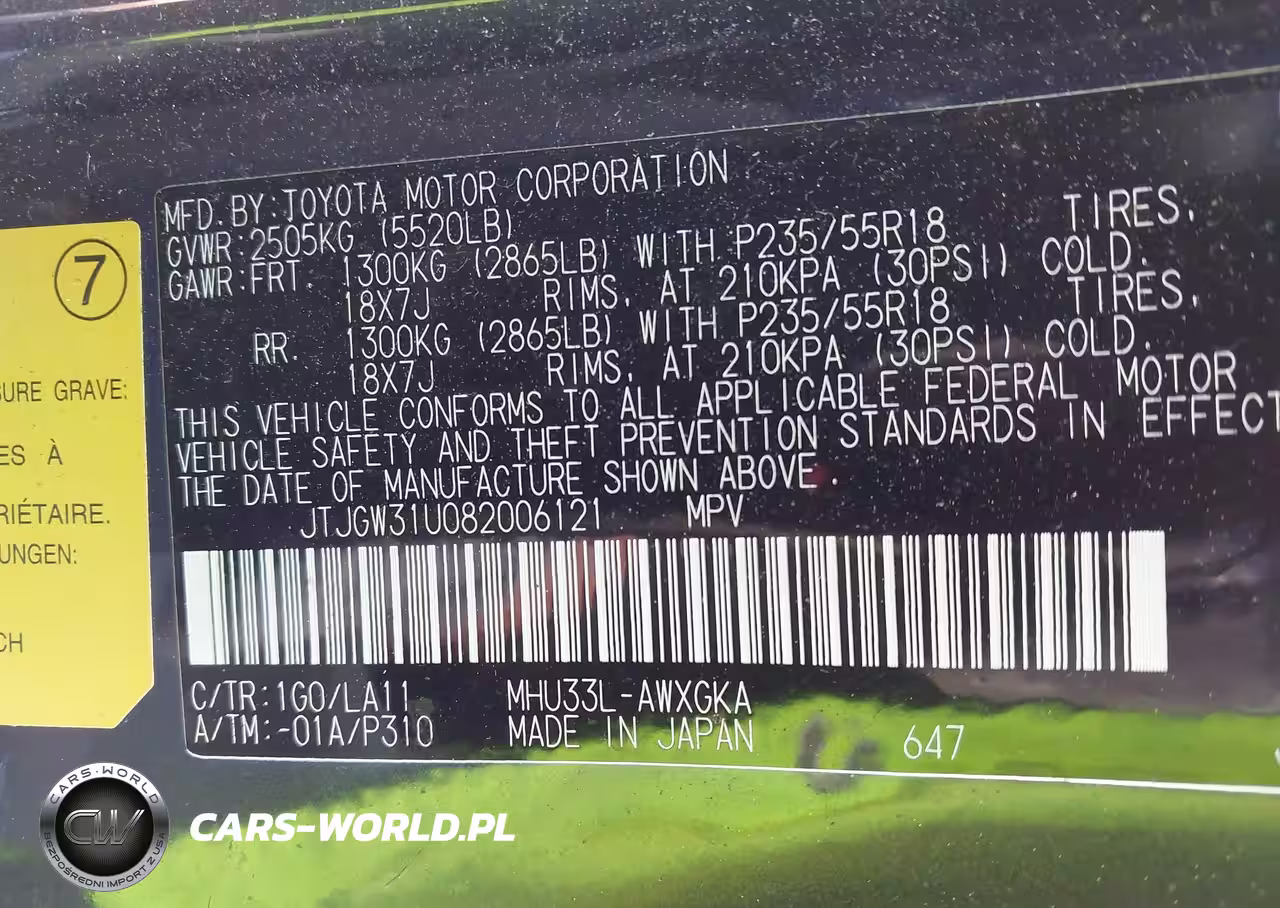 MFD. BY:TOYOTA MOTOR CORPORATION
GVWR:2505KG (5520LB)
GAWR:FRT. 1300KG (2865LB) WITH P235/55R18 TIRES,
18X7J RIMS, AT 210KPA (30PSI) COLD.
RR. 1300KG (2865LB) WITH P235/55R18 TIRES,
18X7J RIMS, AT 210KPA (30PSI) COLD.
THIS VEHICLE CONFORMS TO ALL APPLICABLE FEDERAL MOTOR
VEHICLE SAFETY AND THEFT PREVENTION STANDARDS IN EFFECT
THE DATE OF MANUFACTURE SHOWN ABOVE.
JTJGW31U082006121 MPV
C/TR:1G0/LA11 MHU33L-AWXGKA
A/TM:-01A/P310 MADE IN JAPAN 647
7
SURE GRAVE:
ES À
RIÉTAIRE.
UNGEN:
CH
CARS-WORLD
CW
BEZPOŚREDNI IMPORT Z USA
CARS-WORLD.PL